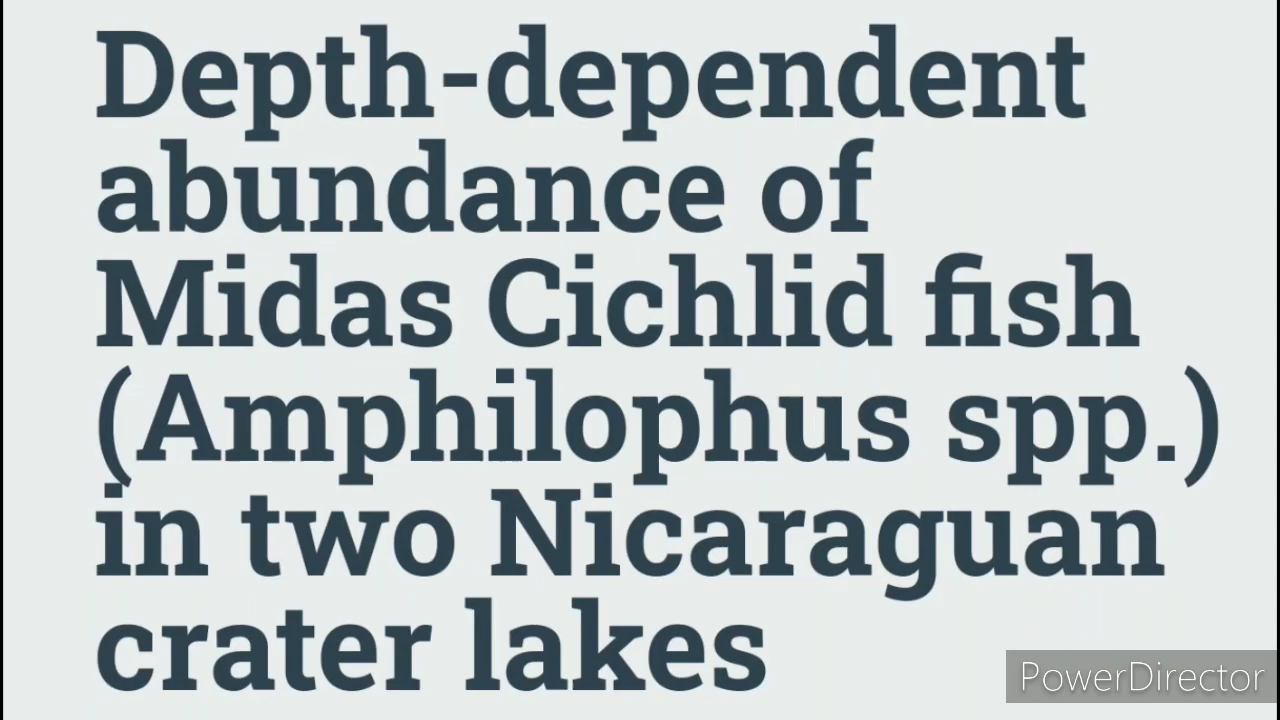 Depth-dependent
abundance of
Midas Cichlid fish
(Amphilophus spp.)
in two Nicaraguan
crater lakes
PowerDirector